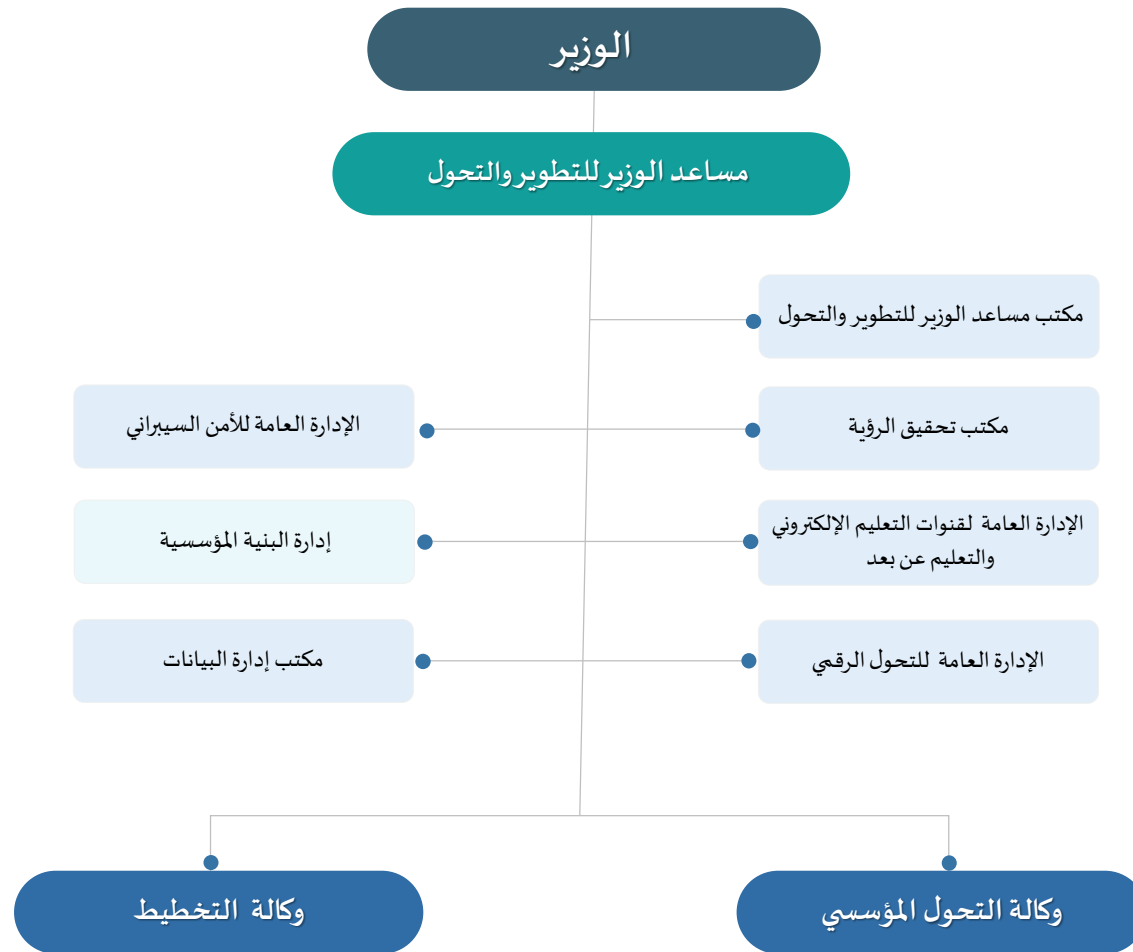 الوزير
مساعد الوزير للتطوير والتحول
مكتب مساعد الوزير للتطوير والتحول
مكتب تحقيق الرؤية
الإدارة العامة للأمن السيبراني
الإدارة العامة لقنوات التعليم الإلكتروني
والتعليم عن بعد
إدارة البنية المؤسسية
الإدارة العامة للتحول الرقمي
مكتب إدارة البيانات
وكالة التحول المؤسسي
وكالة التخطيط